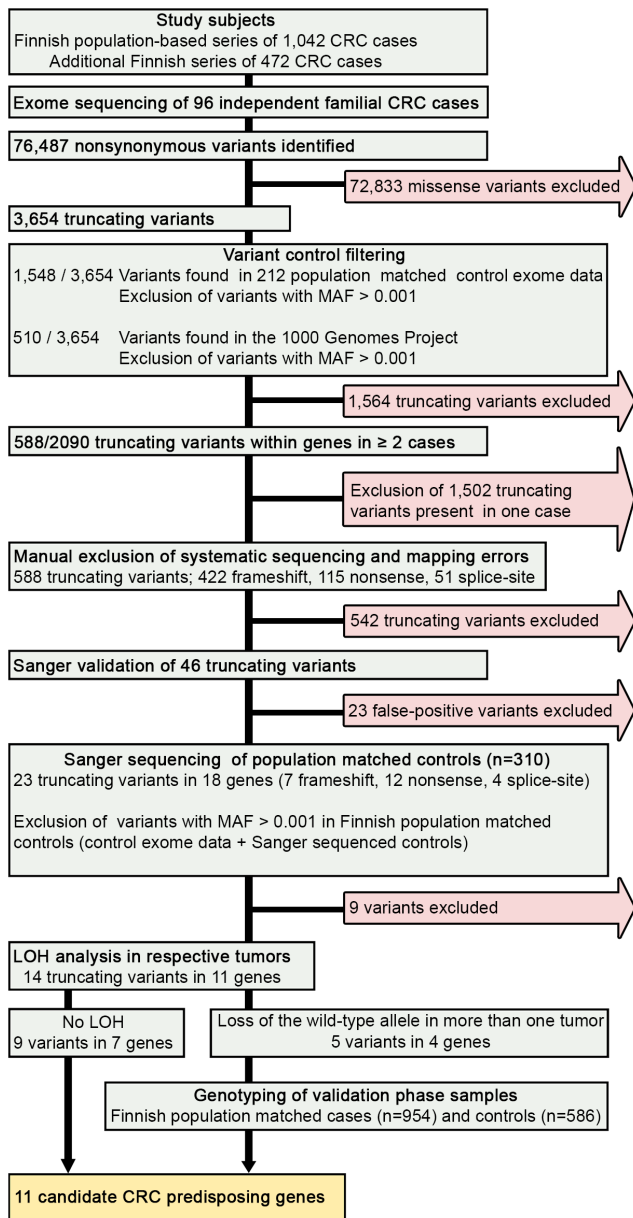 Study subjects
Finnish population-based series of 1,042 CRC cases
Additional Finnish series of 472 CRC cases
Exome sequencing of 96 independent familial CRC cases
76,487 nonsynonymous variants identified
72,833 missense variants excluded
3,654 truncating variants
Variant control filtering
1,548 / 3,654 Variants found in 212 population matched control exome data
Exclusion of variants with MAF > 0.001
510 / 3,654 Variants found in the 1000 Genomes Project
Exclusion of variants with MAF > 0.001
1,564 truncating variants excluded
588/2090 truncating variants within genes in ≥ 2 cases
Exclusion of 1,502 truncating
variants present in one case
Manual exclusion of systematic sequencing and mapping errors
588 truncating variants; 422 frameshift, 115 nonsense, 51 splice-site
542 truncating variants excluded
Sanger validation of 46 truncating variants
23 false-positive variants excluded
Sanger sequencing of population matched controls (n=310)
23 truncating variants in 18 genes (7 frameshift, 12 nonsense, 4 splice-site)
Exclusion of variants with MAF > 0.001 in Finnish population matched
controls (control exome data + Sanger sequenced controls)
9 variants excluded
LOH analysis in respective tumors
14 truncating variants in 11 genes
No LOH
9 variants in 7 genes
Loss of the wild-type allele in more than one tumor
5 variants in 4 genes
Genotyping of validation phase samples
Finnish population matched cases (n=954) and controls (n=586)
11 candidate CRC predisposing genes